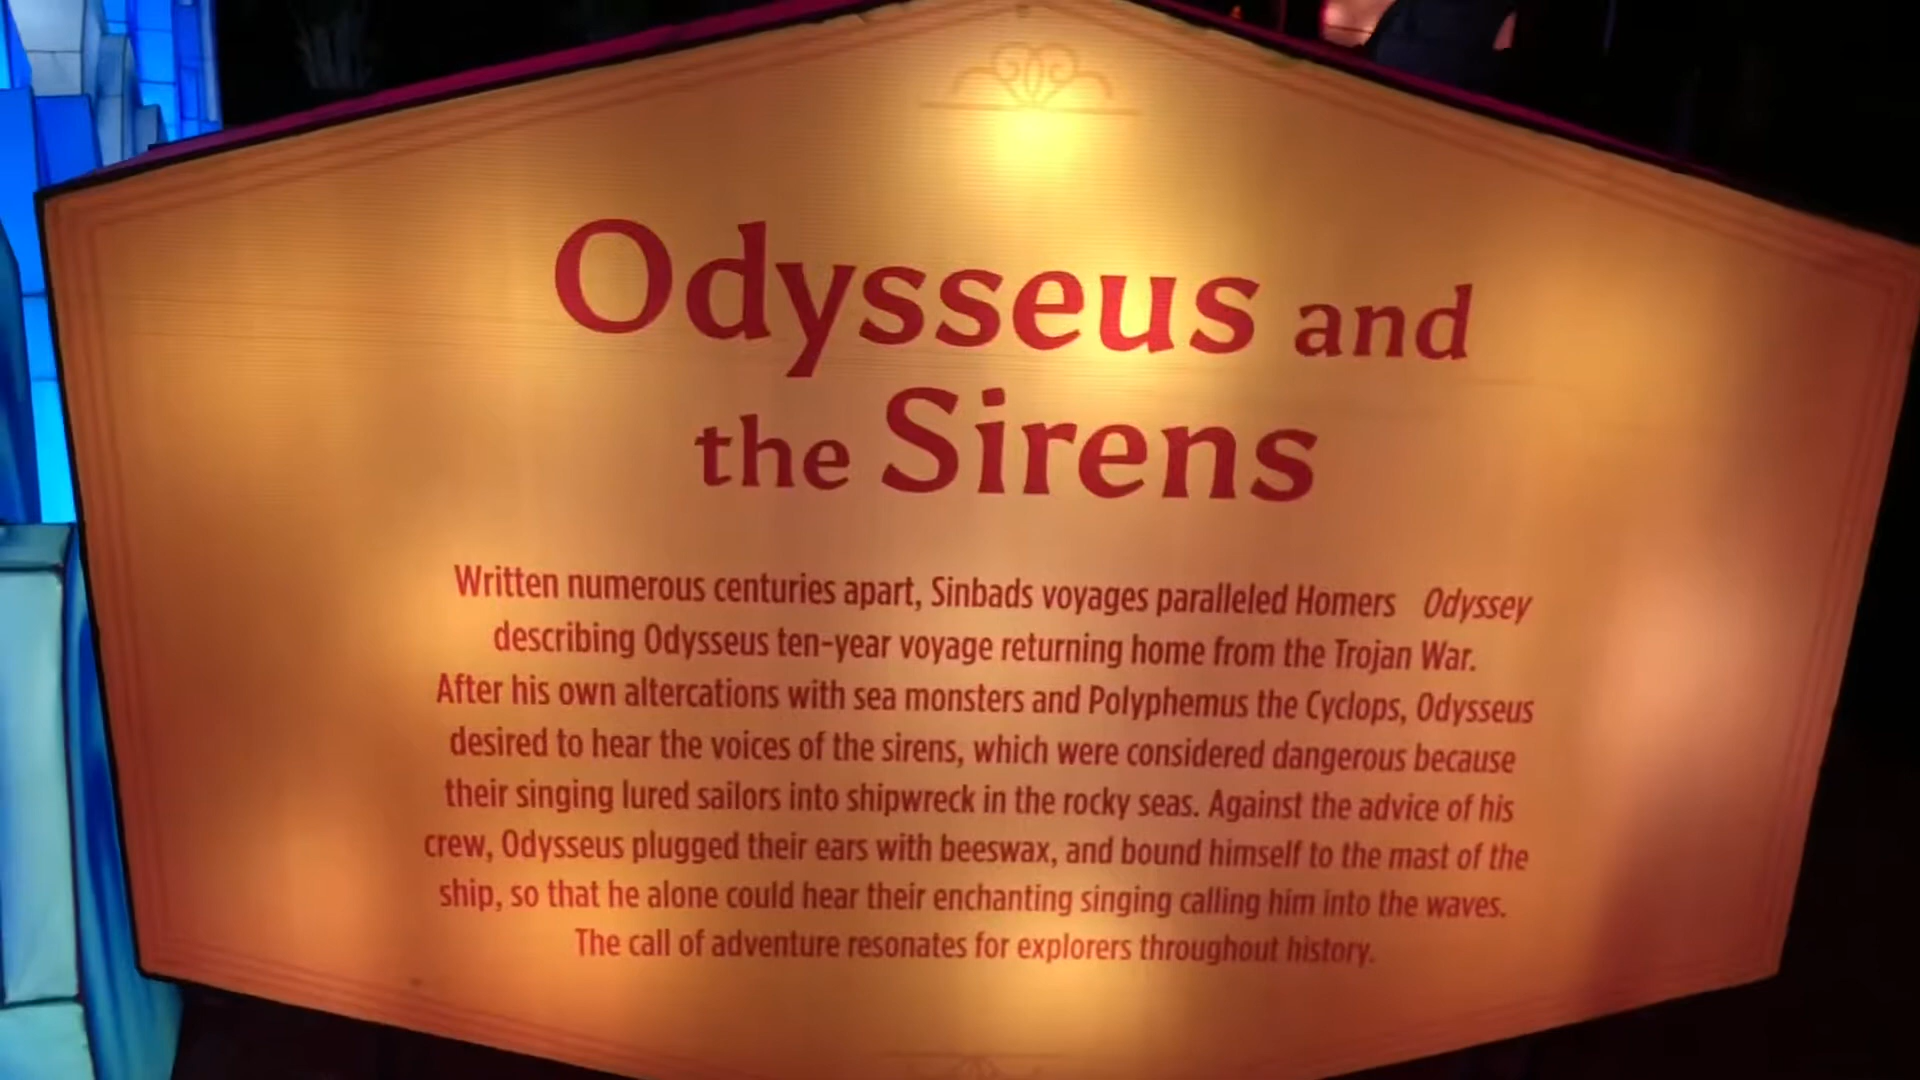 Odysseus and
the Sirens
Written numerous centuries apart, Sinbads voyages paralleled Homers Odyssey
describing Odysseus ten-year voyage returning home from the Trojan War.
After his own altercations with sea monsters and Polyphemus the Cyclops, Odysseus
desired to hear the voices of the sirens, which were considered dangerous because
their singing lured sailors into shipwreck in the rocky seas. Against the advice of his
crew, Odysseus plugged their ears with beeswax, and bound himself to the mast of the
ship, so that he alone could hear their enchanting singing calling him into the waves.
The call of adventure resonates for explorers throughout history.